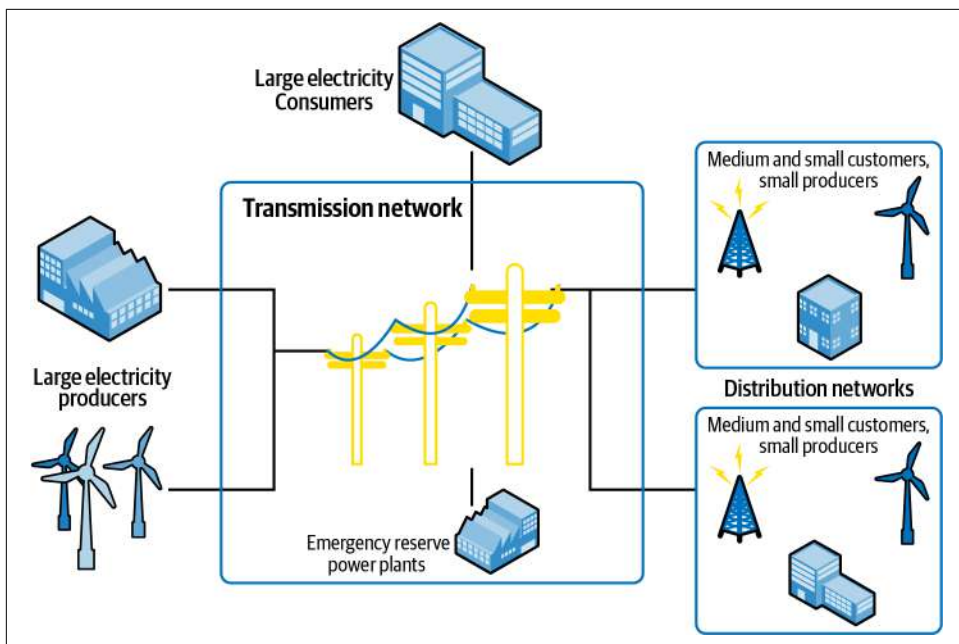 Large electricity
Consumers
Transmission network
Large electricity
producers
Emergency reserve
power plants
Medium and small customers,
small producers
Distribution networks
Medium and small customers,
small producers